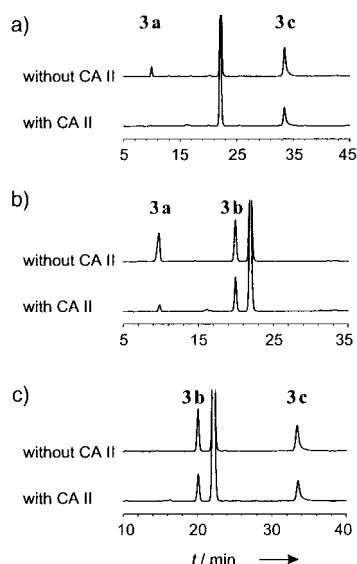 a)
3a 3c
without CA II
with CA II
5 15 25 35 45
b)
3a 3b
without CA II
with CA II
5 15 25 35
c)
3b 3c
without CA II
with CA II
10 20 30 40
t / min